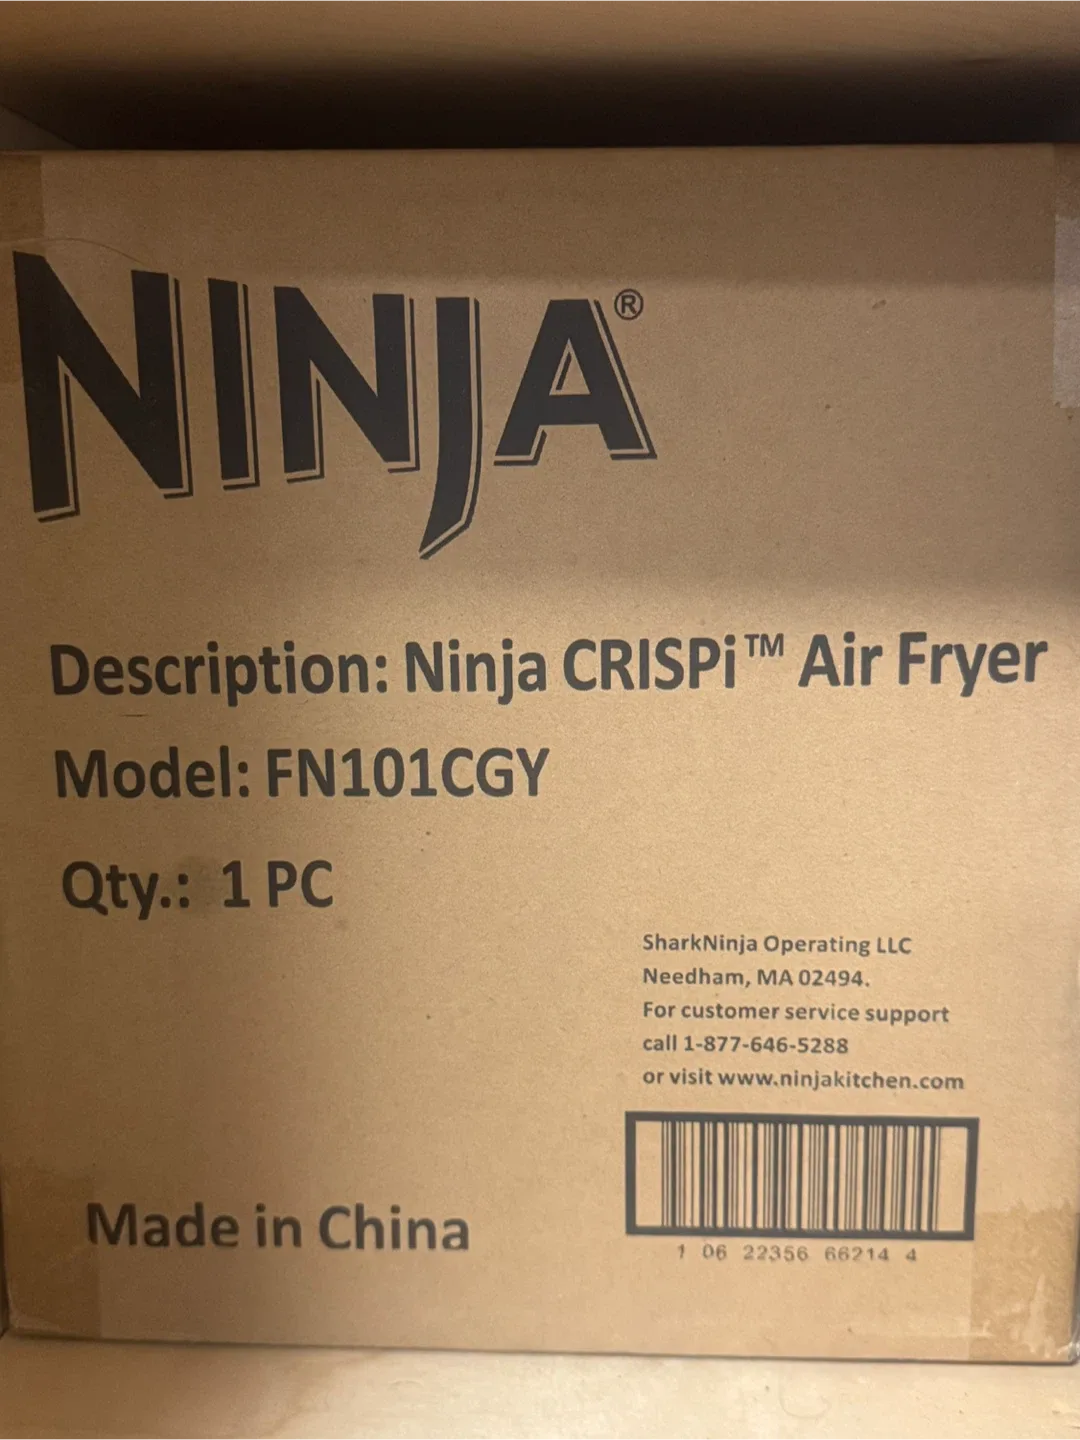 NINJA®
Description: Ninja CRISPi™ Air Fryer
Model: FN101CGY
Qty.: 1 PC
SharkNinja Operating LLC
Needham, MA 02494.
For customer service support
call 1-877-646-5288
or visit www.ninjakitchen.com
1 06 22356 66214 4
Made in China